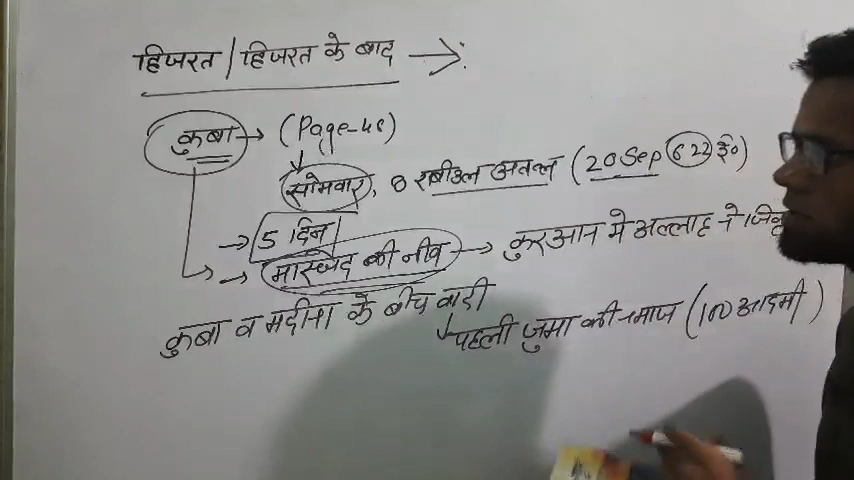 हिजरत / हिजरत के बाद →
कुबा → (Page-48)
सोमवार, 8 रबीउल अव्वल (20 Sep 622 ई०)
→ 5 दिन
→ मस्जिद की नींव → कुरआन मे अल्लाह ने
कुबा व मदीना के बीच वादी
पहली जुमा की नमाज (100 आदमी)